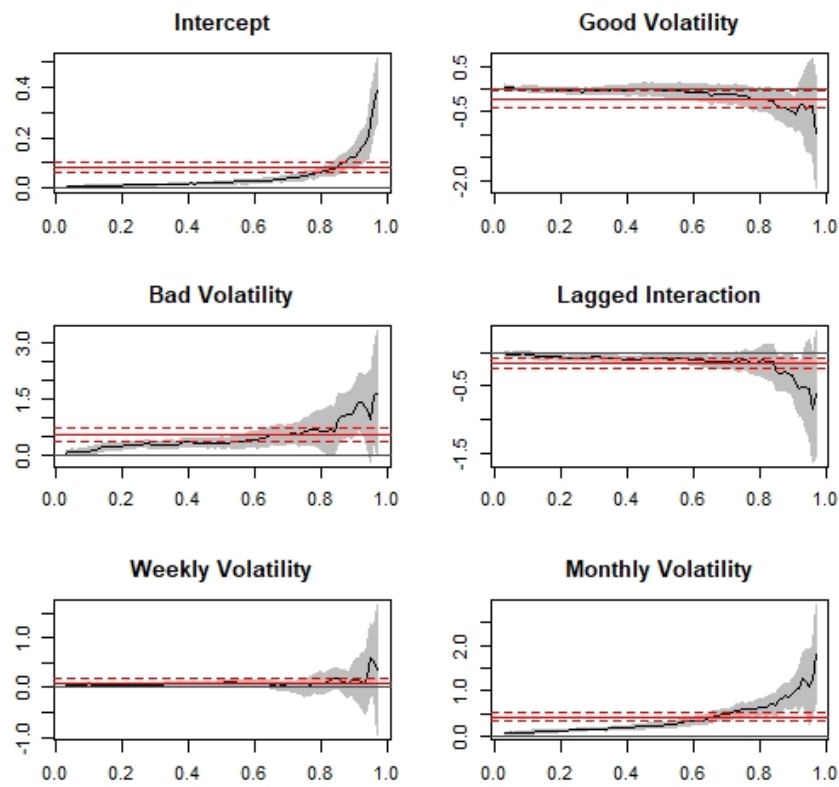 Intercept
0.0 0.2 0.4
0.0 0.2 0.4 0.6 0.8 1.0
Good Volatility
-2.0 -0.5 0.5
0.0 0.2 0.4 0.6 0.8 1.0
Bad Volatility
0.0 1.5 3.0
0.0 0.2 0.4 0.6 0.8 1.0
Lagged Interaction
-1.5 -0.5
0.0 0.2 0.4 0.6 0.8 1.0
Weekly Volatility
-1.0 0.0 1.0
0.0 0.2 0.4 0.6 0.8 1.0
Monthly Volatility
0.0 1.0 2.0
0.0 0.2 0.4 0.6 0.8 1.0